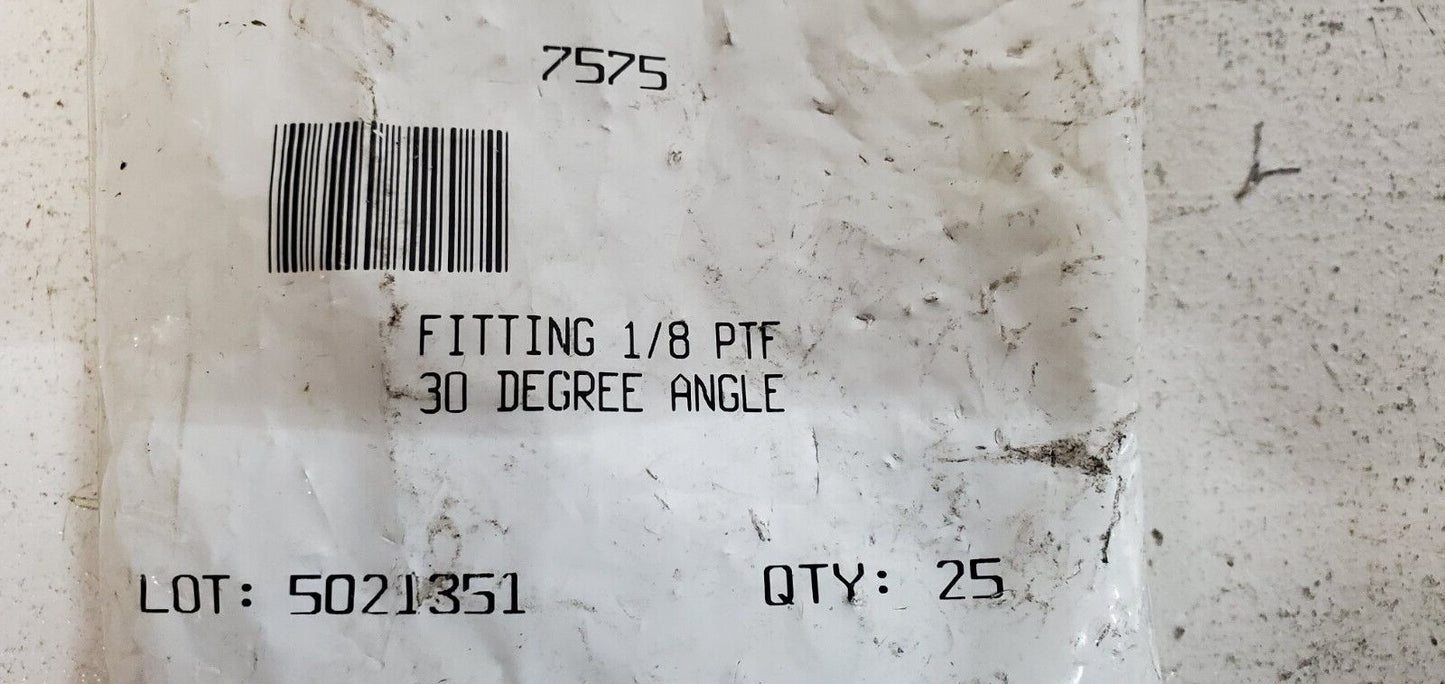 7575
FITTING 1/8 PTF
30 DEGREE ANGLE
LOT: 5021351 QTY: 25